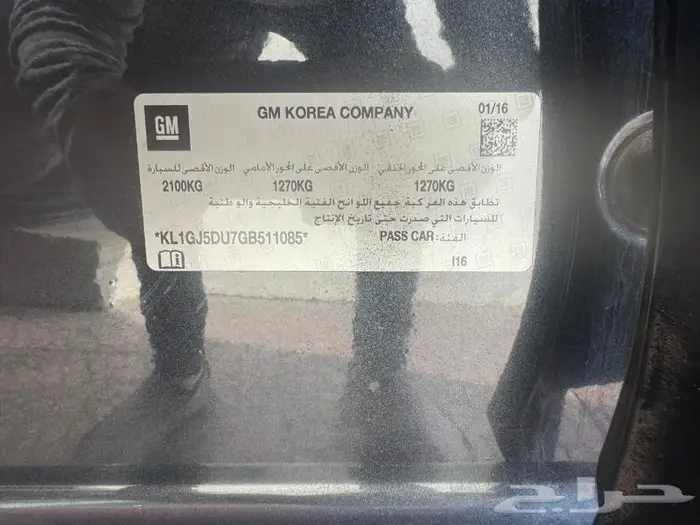 GM
GM KOREA COMPANY
01/16
الوزن الأقصى على المحور الخلفي الوزن الأقصى على المحور الأمامي الوزن الأقصى للسيارة
2100KG 1270KG 1270KG
تطابق هذه المركبة جميع اللوائح الفنية الخليجية والوطنية
للسيارات التي صدرت حتى تاريخ الإنتاج
*KL1GJ5DU7GB511085* PASS CAR: الفئة
I16
حراج